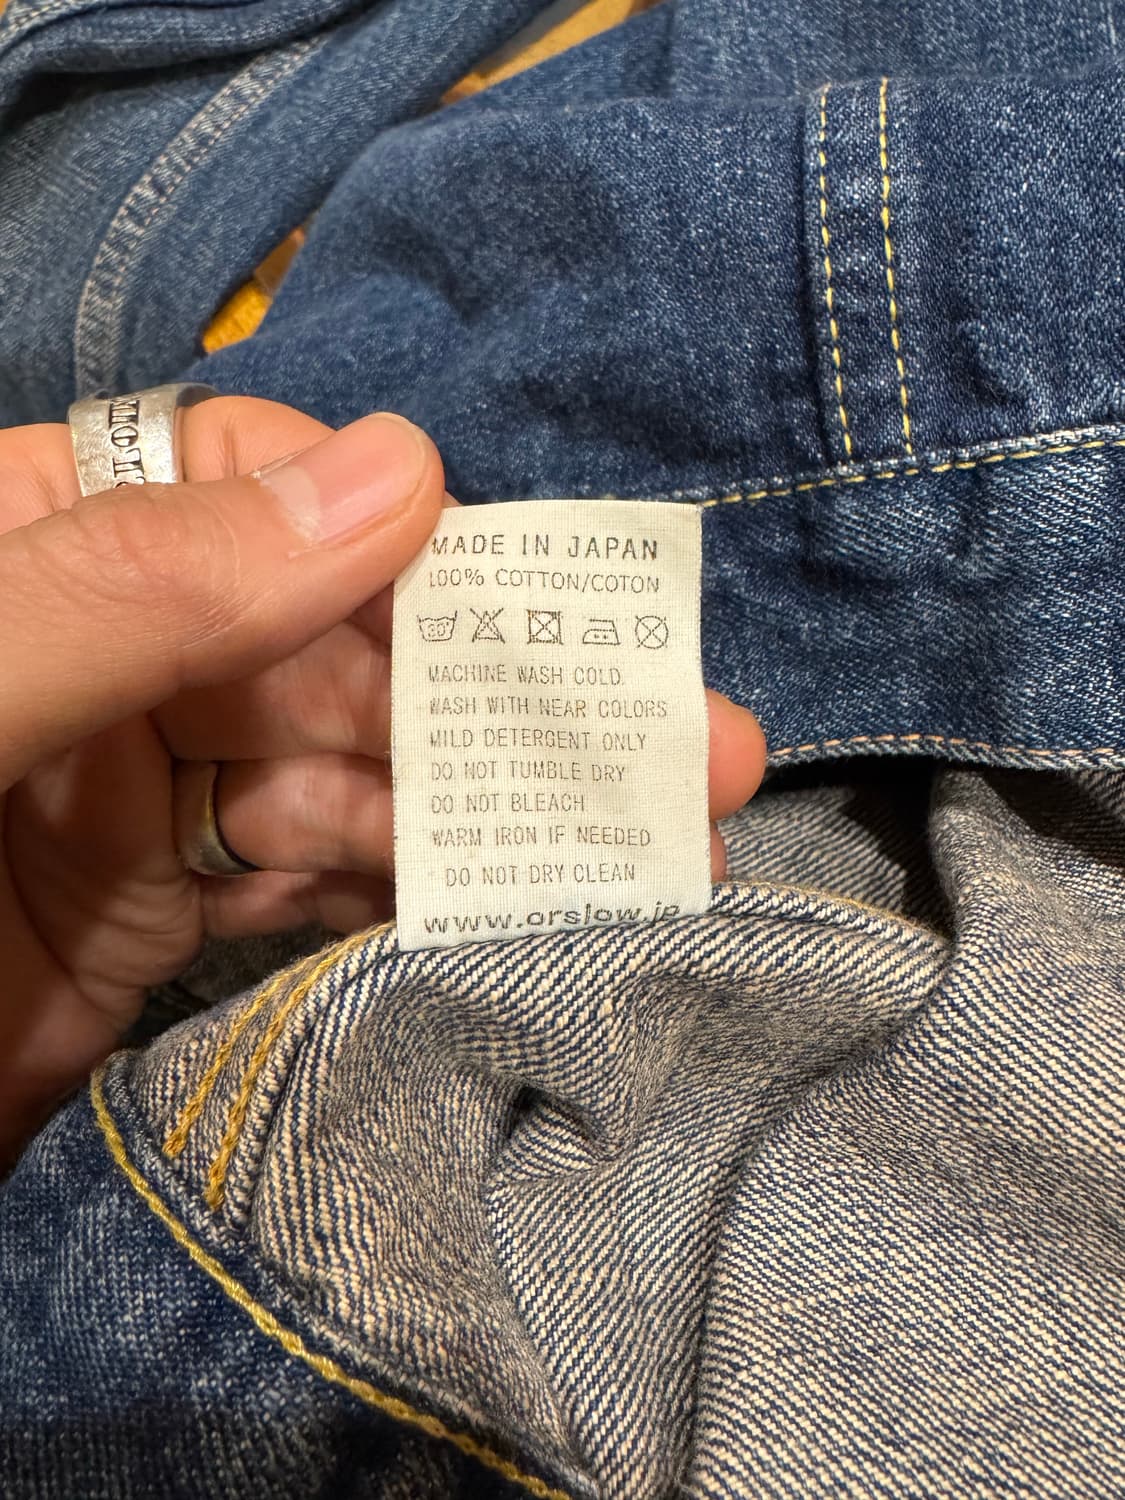 MADE IN JAPAN
100% COTTON/COTON
30°
MACHINE WASH COLD
WASH WITH NEAR COLORS
MILD DETERGENT ONLY
DO NOT TUMBLE DRY
DO NOT BLEACH
WARM IRON IF NEEDED
DO NOT DRY CLEAN
www.orslow.jp